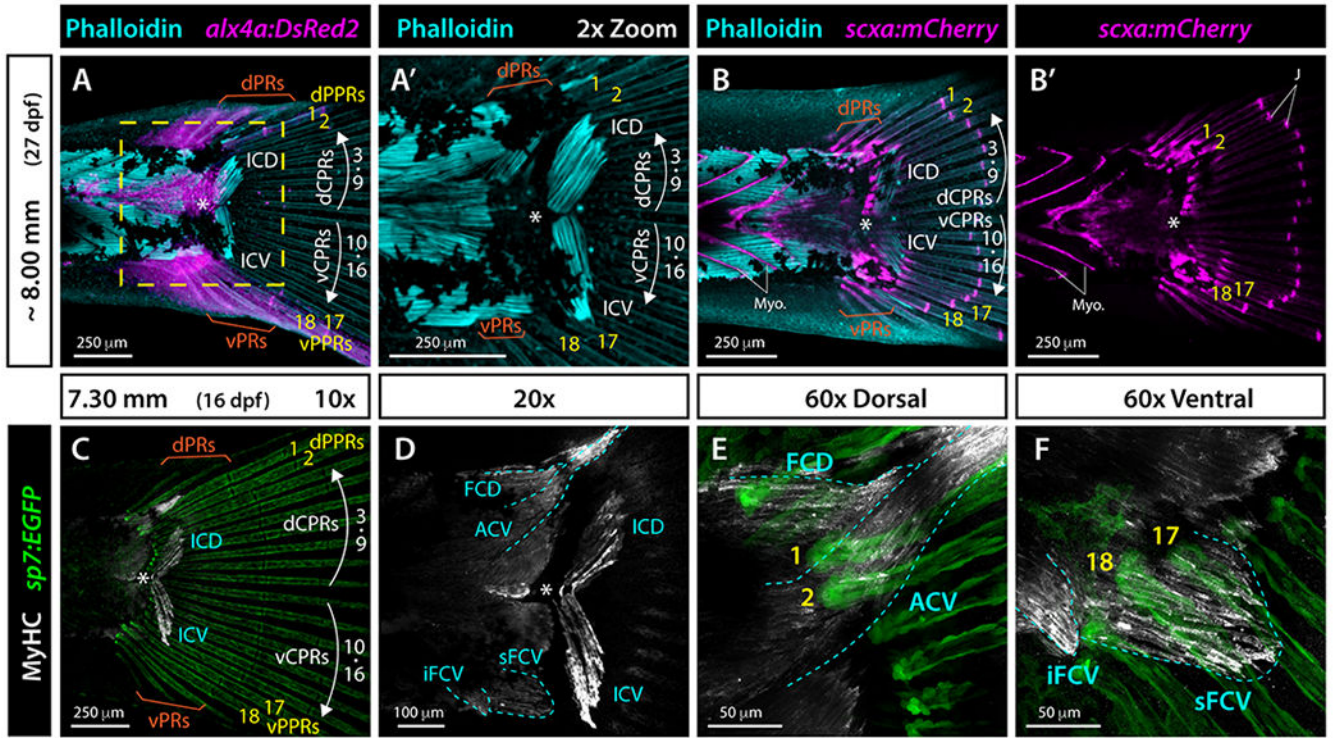 Phalloidin alx4a:DsRed2
Phalloidin 2x Zoom
Phalloidin scxa:mCherry
scxa:mCherry
~ 8.00 mm (27 dpf)
A
dPRs
dPPRs
1
2
ICD
dCPRs
3
·
9
*
vCPRs
10
·
16
ICV
18 17
vPPRs
vPRs
250 µm
A'
dPRs
1
2
ICD
dCPRs
3
·
9
*
vCPRs
10
·
16
ICV
vPRs
18 17
250 µm
B
dPRs
1
2
ICD
3
·
9
dCPRs
vCPRs
*
ICV
10
·
16
Myo.
vPRs
18 17
250 µm
B'
J
1
2
*
Myo.
18 17
250 µm
7.30 mm (16 dpf) 10x
20x
60x Dorsal
60x Ventral
MyHC sp7:EGFP
C
dPRs
dPPRs
1
2
ICD
dCPRs
3
·
9
*
ICV
vCPRs
10
·
16
17
18 vPPRs
vPRs
250 µm
D
FCD
ACV
ICD
*
sFCV
iFCV
ICV
100 µm
E
FCD
1
2
ACV
50 µm
F
17
18
iFCV
sFCV
50 µm